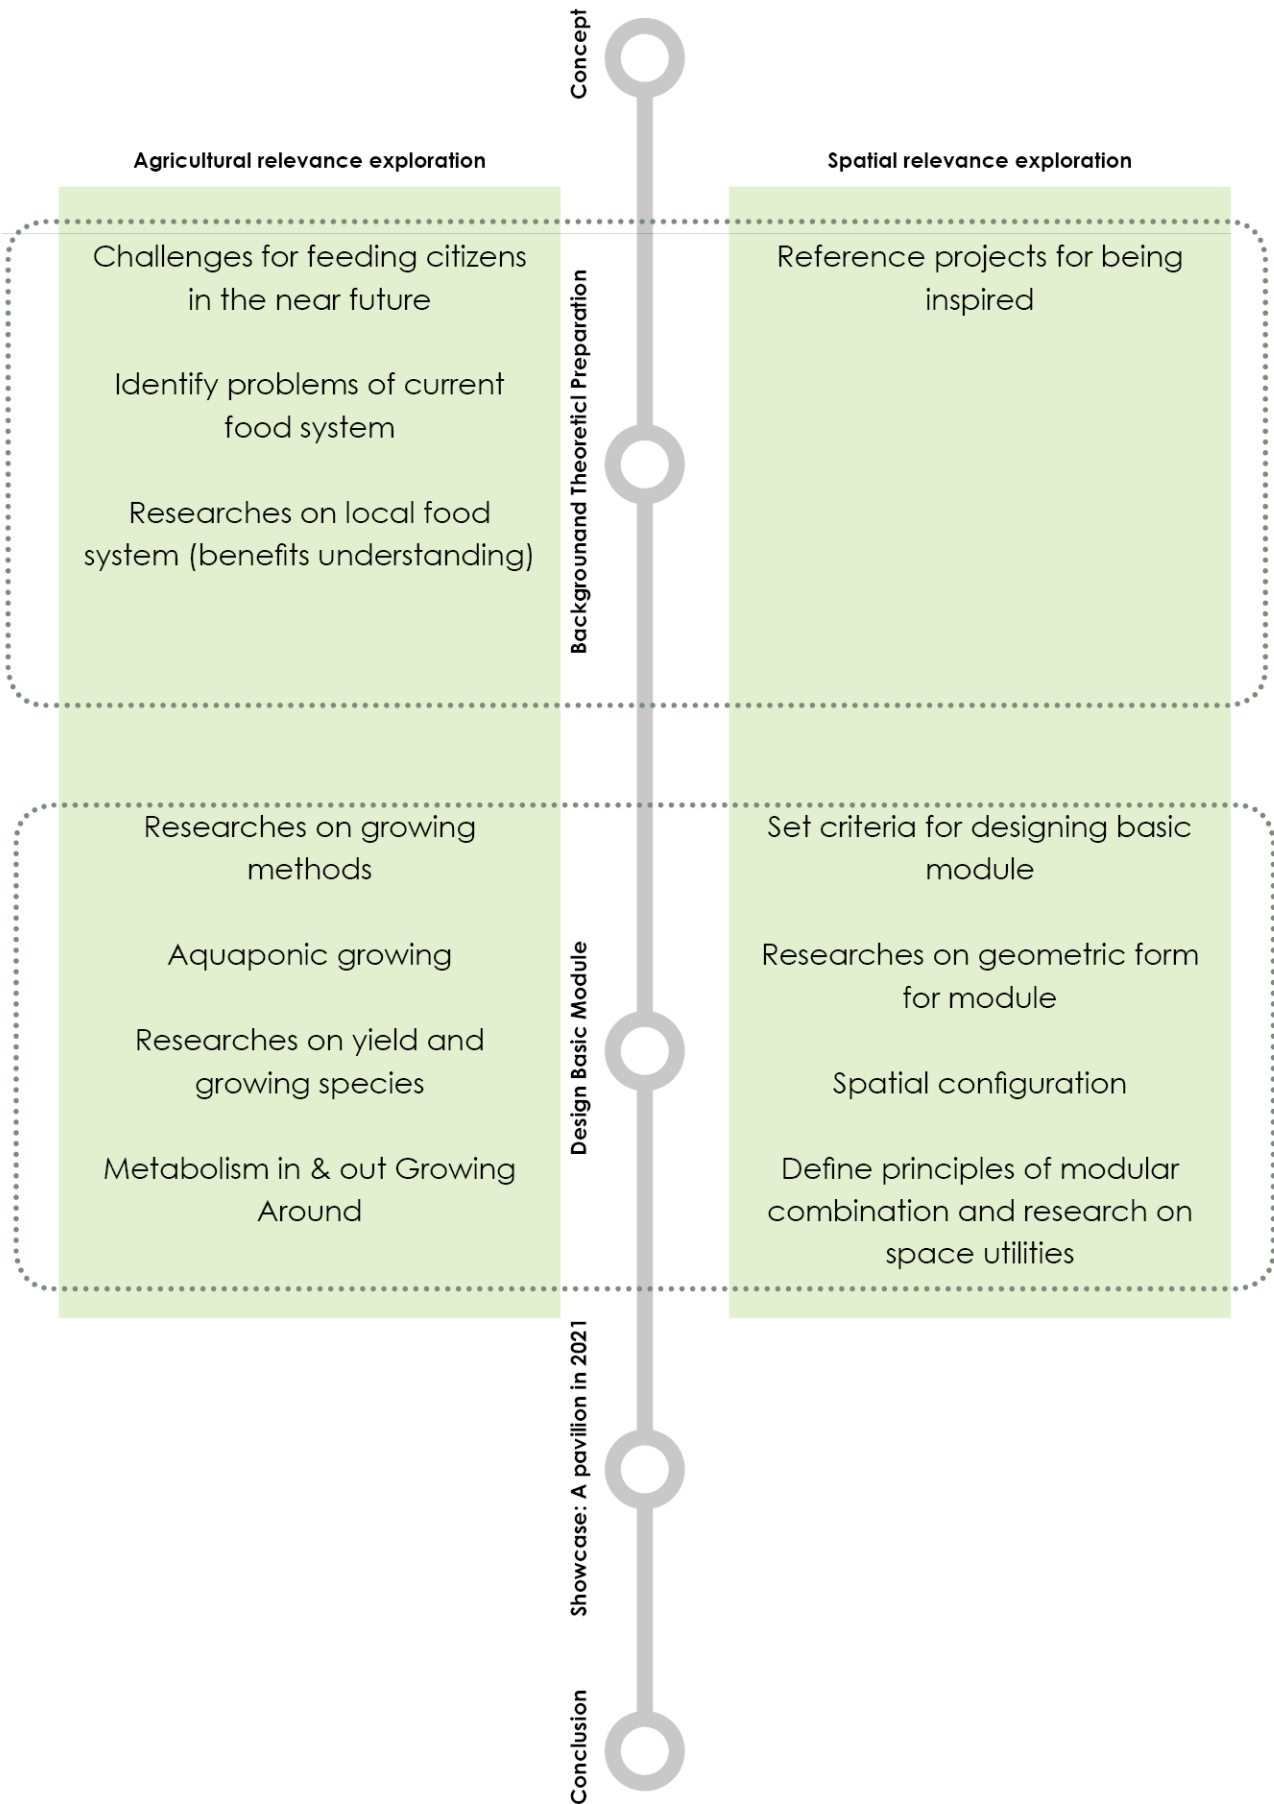 Concept
Agricultural relevance exploration
Spatial relevance exploration
Challenges for feeding citizens
in the near future
Identify problems of current
food system
Researches on local food
system (benefits understanding)
Backgrounand Theoreticl Preparation
Reference projects for being
inspired
Researches on growing
methods
Aquaponic growing
Researches on yield and
growing species
Metabolism in & out Growing
Around
Design Basic Module
Set criteria for designing basic
module
Researches on geometric form
for module
Spatial configuration
Define principles of modular
combination and research on
space utilities
Showcase: A pavilion in 2021
Conclusion